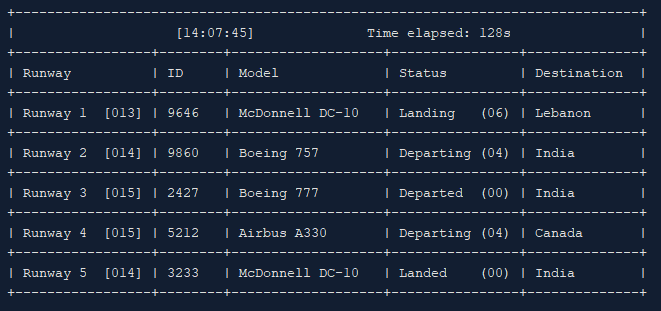 [14:07:45] Time elapsed: 128s
Runway | ID | Model | Status | Destination
Runway 1 [013] | 9646 | McDonnell DC-10 | Landing (06) | Lebanon
Runway 2 [014] | 9860 | Boeing 757 | Departing (04) | India
Runway 3 [015] | 2427 | Boeing 777 | Departed (00) | India
Runway 4 [015] | 5212 | Airbus A330 | Departing (04) | Canada
Runway 5 [014] | 3233 | McDonnell DC-10 | Landed (00) | India